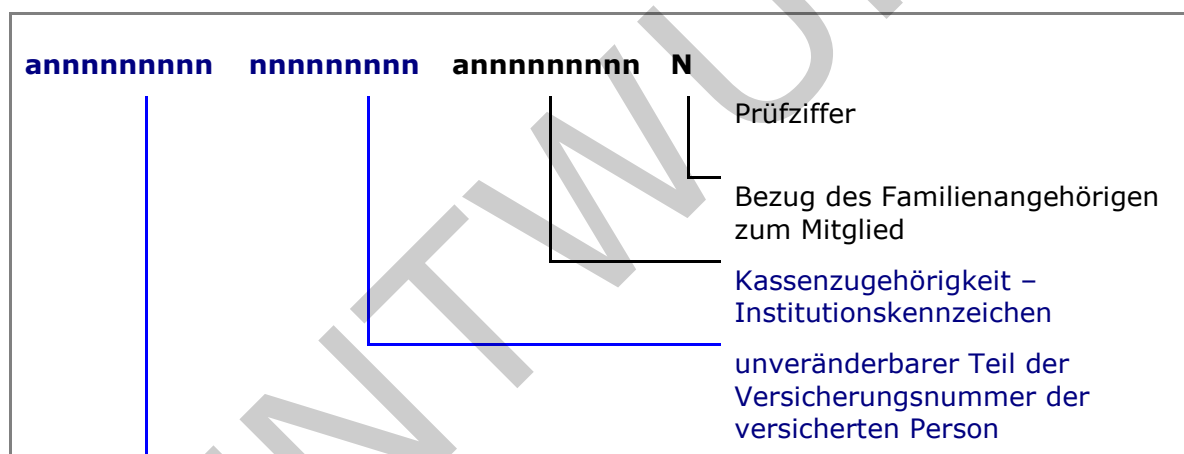 annnnnnnnn nnnnnnnnn annnnnnnnn N
Prüfziffer
Bezug des Familienangehörigen
zum Mitglied
Kassenzugehörigkeit –
Institutionskennzeichen
unveränderbarer Teil der
Versicherungsnummer der
versicherten Person